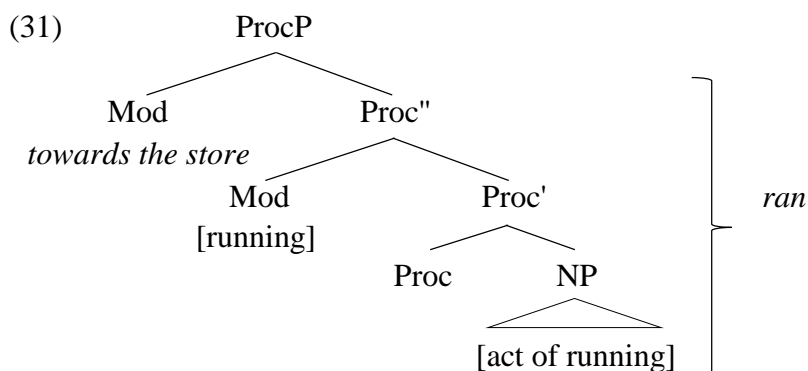 (31) ProcP
Mod Proc"
towards the store
Mod Proc' ran
[running]
Proc NP
[act of running]